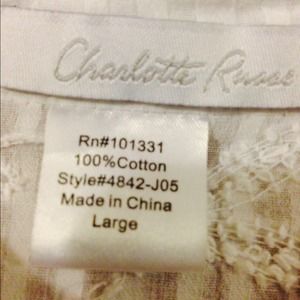 Charlotte Russe
Rn#101331
100%Cotton
Style#4842-J05
Made in China
Large